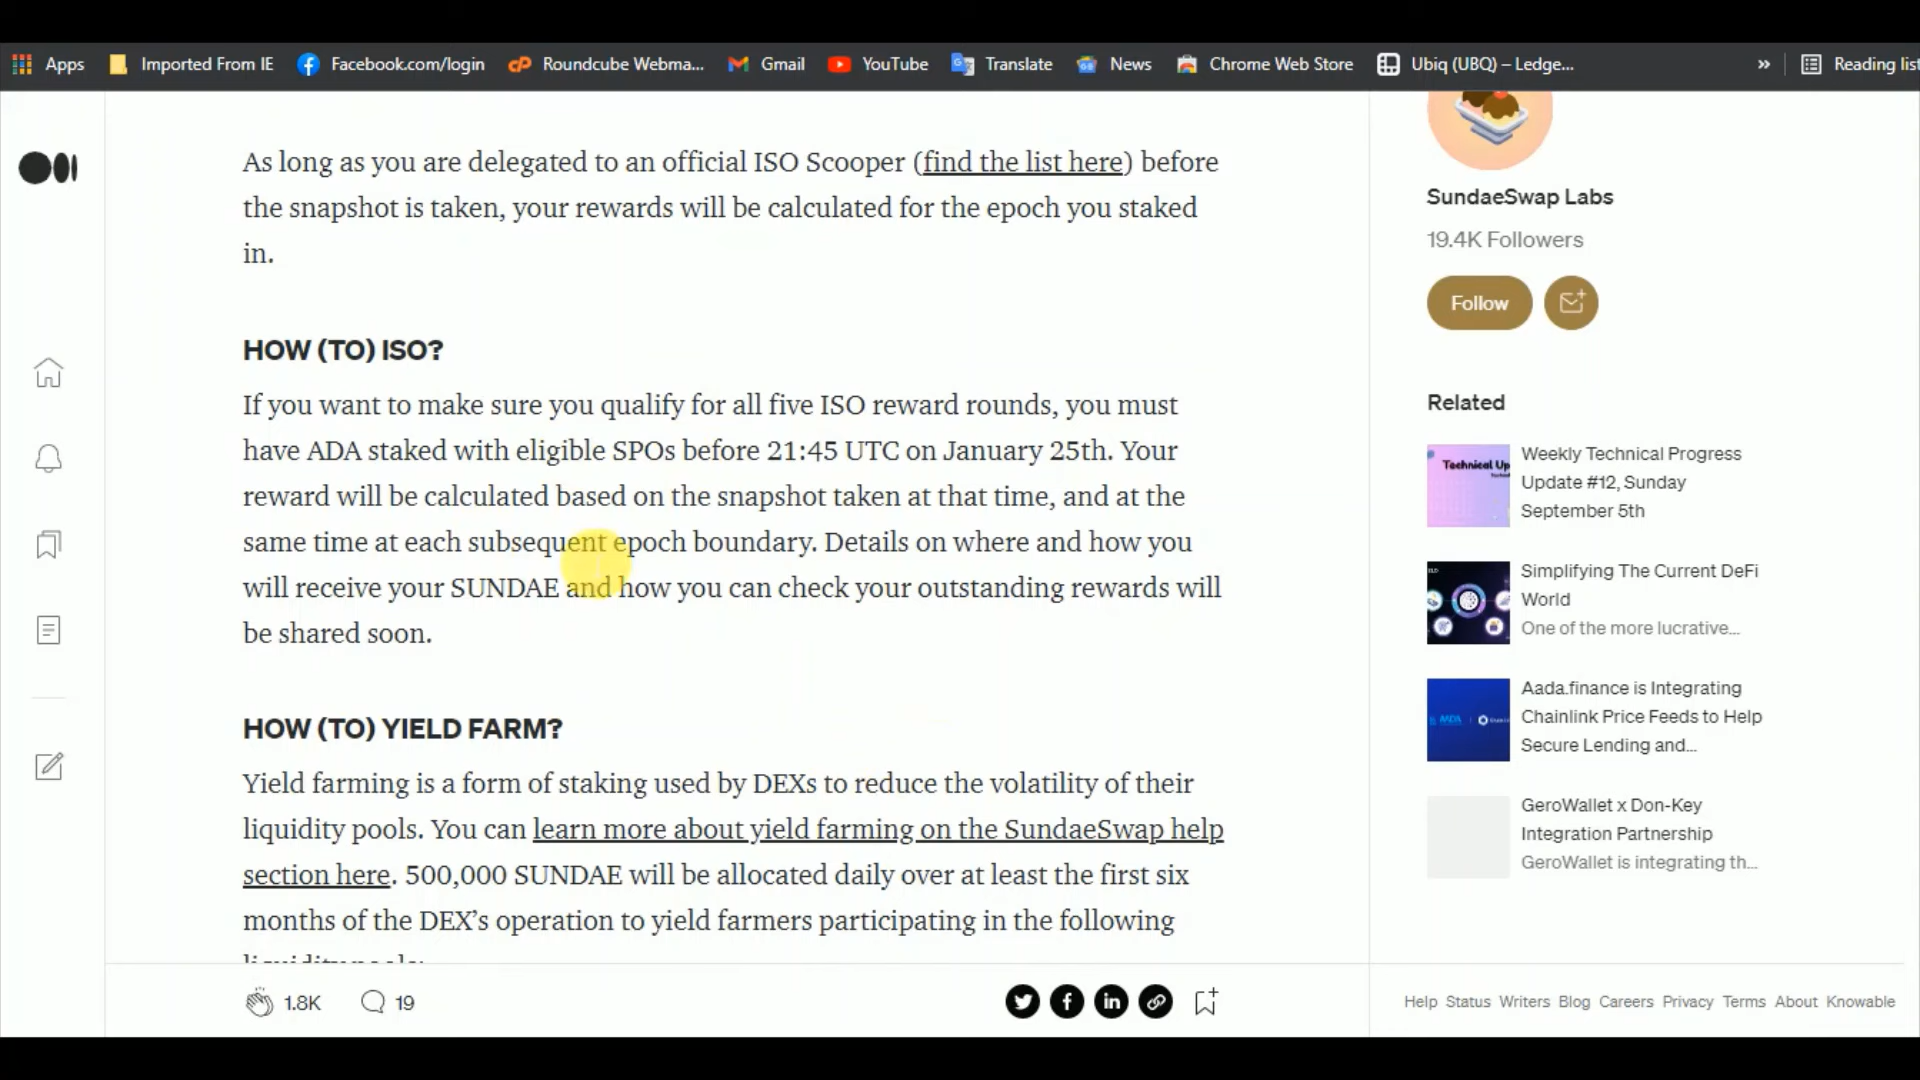 Apps Imported From IE Facebook.com/login Roundcube Webma... Gmail YouTube Translate News Chrome Web Store Ubiq (UBQ) – Ledge... » Reading list
As long as you are delegated to an official ISO Scooper (find the list here) before
the snapshot is taken, your rewards will be calculated for the epoch you staked
in.
HOW (TO) ISO?
If you want to make sure you qualify for all five ISO reward rounds, you must
have ADA staked with eligible SPOs before 21:45 UTC on January 25th. Your
reward will be calculated based on the snapshot taken at that time, and at the
same time at each subsequent epoch boundary. Details on where and how you
will receive your SUNDAE and how you can check your outstanding rewards will
be shared soon.
HOW (TO) YIELD FARM?
Yield farming is a form of staking used by DEXs to reduce the volatility of their
liquidity pools. You can learn more about yield farming on the SundaeSwap help
section here. 500,000 SUNDAE will be allocated daily over at least the first six
months of the DEX's operation to yield farmers participating in the following
liquidity pools:
1.8K 19
SundaeSwap Labs
19.4K Followers
Follow
Related
Technical Up
Weekly Technical Progress
Update #12, Sunday
September 5th
Simplifying The Current DeFi
World
One of the more lucrative...
Aada.finance is Integrating
Chainlink Price Feeds to Help
Secure Lending and...
GeroWallet x Don-Key
Integration Partnership
GeroWallet is integrating th...
Help Status Writers Blog Careers Privacy Terms About Knowable